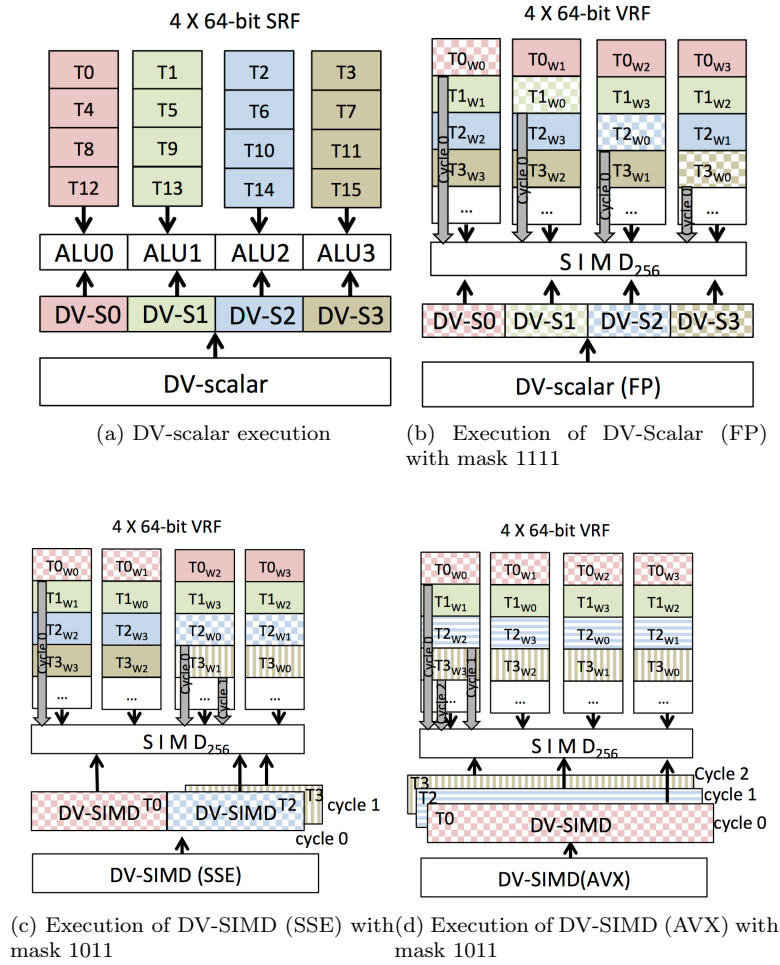 4 X 64-bit SRF
T0 T1 T2 T3
T4 T5 T6 T7
T8 T9 T10 T11
T12 T13 T14 T15
ALU0 ALU1 ALU2 ALU3
DV-S0 DV-S1 DV-S2 DV-S3
DV-scalar
(a) DV-scalar execution
4 X 64-bit VRF
T0W0 T0W1 T0W2 T0W3
T1W1 T1W0 T1W3 T1W2
T2W2 T2W3 T2W0 T2W1
T3W3 T3W2 T3W1 T3W0
Cycle 0 Cycle 0 Cycle 0 Cycle 0
... ... ... ...
S I M D256
DV-S0 DV-S1 DV-S2 DV-S3
DV-scalar (FP)
(b) Execution of DV-Scalar (FP)
with mask 1111
4 X 64-bit VRF
T0W0 T0W1 T0W2 T0W3
T1W1 T1W0 T1W3 T1W2
T2W2 T2W3 T2W0 T2W1
T3W3 T3W2 T3W1 T3W0
Cycle 0 Cycle 0 Cycle 1
... ... ... ...
S I M D256
DV-SIMD T0 DV-SIMD T2 T3
cycle 1
cycle 0
DV-SIMD (SSE)
(c) Execution of DV-SIMD (SSE) with
mask 1011
4 X 64-bit VRF
T0W0 T0W1 T0W2 T0W3
T1W1 T1W0 T1W3 T1W2
T2W2 T2W3 T2W0 T2W1
T3W3 T3W2 T3W1 T3W0
Cycle 0 Cycle 2 Cycle 1
... ... ... ...
S I M D256
T3 Cycle 2
T2 cycle 1
T0 DV-SIMD cycle 0
DV-SIMD(AVX)
(d) Execution of DV-SIMD (AVX) with
mask 1011